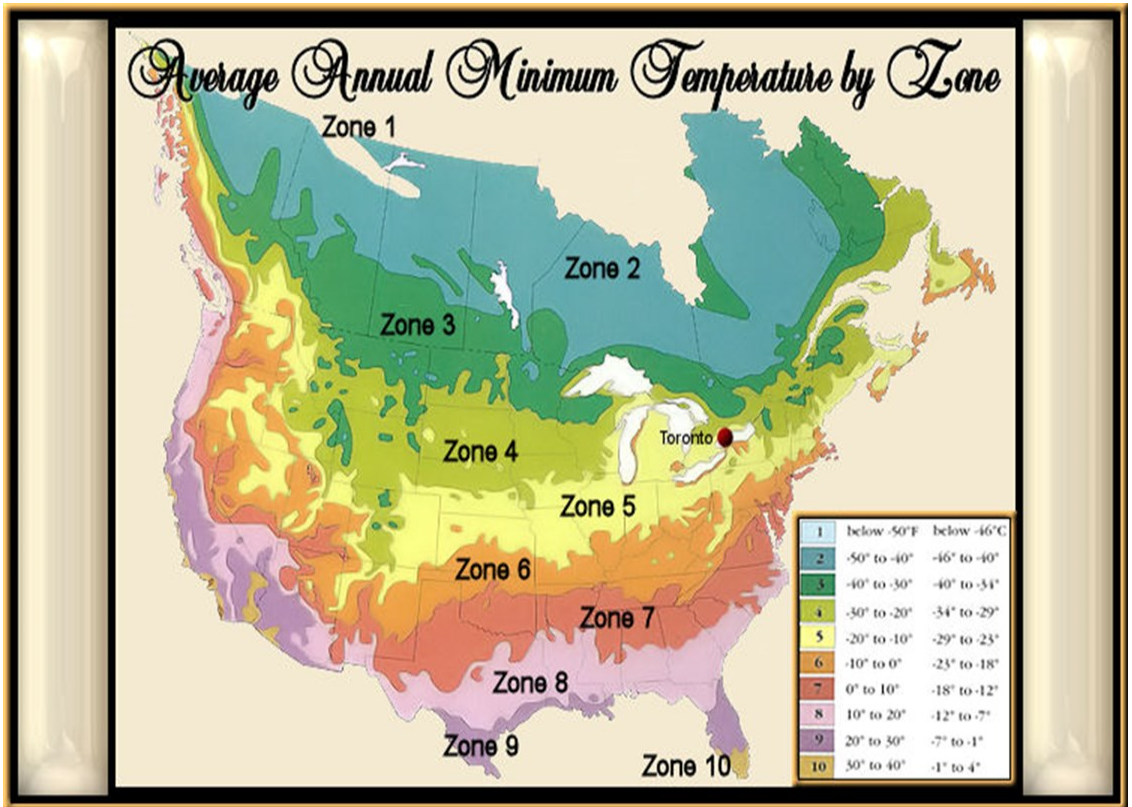 Average Annual Minimum Temperature by Zone
Zone 1
Zone 2
Zone 3
Zone 4
Toronto
Zone 5
Zone 6
Zone 7
Zone 8
Zone 9
Zone 10
1 below -50°F below -46°C
2 -50° to -40° -46° to -40°
3 -40° to -30° -40° to -34°
4 -30° to -20° -34° to -29°
5 -20° to -10° -29° to -23°
6 -10° to 0° -23° to -18°
7 0° to 10° -18° to -12°
8 10° to 20° -12° to -7°
9 20° to 30° -7° to -1°
10 30° to 40° -1° to 4°